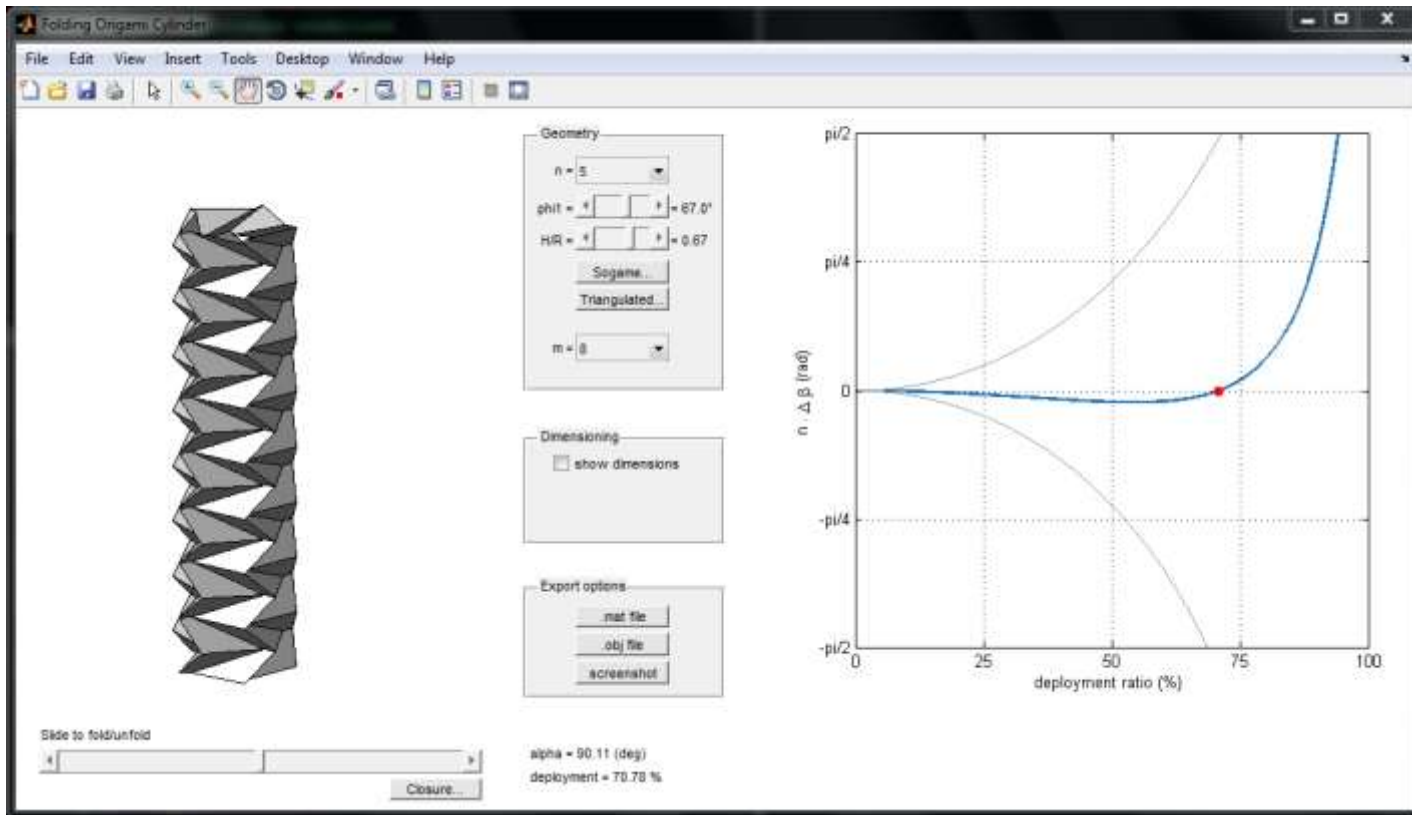 Folding Origami Cylinder
File Edit View Insert Tools Desktop Window Help
Geometry
n = 5
phit = = 67.0°
H/R = = 0.67
Sogame...
Triangulated...
m = 8
Dimensioning
show dimensions
Export options
.mat file
.obj file
screenshot
pi/2
pi/4
0
-pi/4
-pi/2
n . Δ β (rad)
0 25 50 75 100
deployment ratio (%)
Slide to fold/unfold
Closure...
alpha = 90.11 (deg)
deployment = 70.78 %